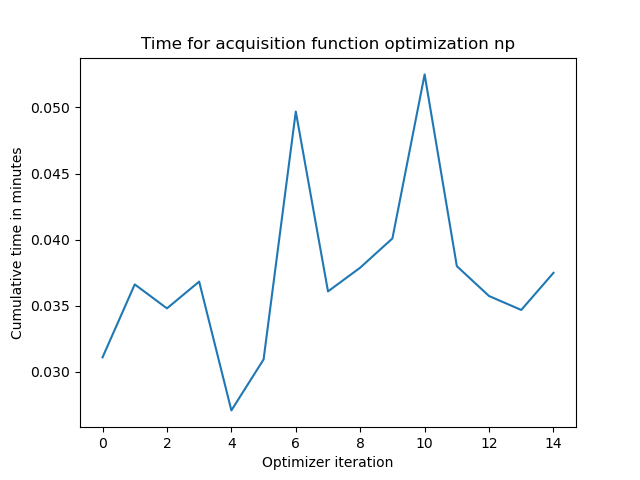 Time for acquisition function optimization np
Cumulative time in minutes
0.050
0.045
0.040
0.035
0.030
0 2 4 6 8 10 12 14
Optimizer iteration